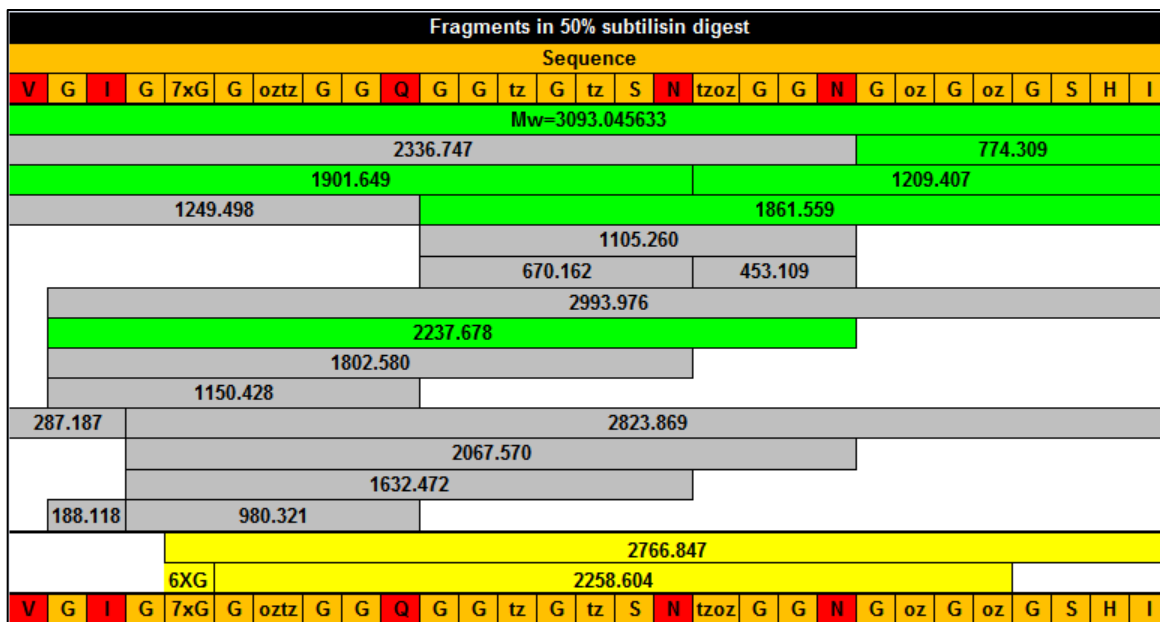 Fragments in 50% subtilisin digest
Sequence
V G I G 7xG G oztz G G Q G G tz G tz S N tzoz G G N G oz G oz G S H I
Mw=3093.045633
2336.747 774.309
1901.649 1209.407
1249.498 1861.559
1105.260
670.162 453.109
2993.976
2237.678
1802.580
1150.428
287.187 2823.869
2067.570
1632.472
188.118 980.321
2766.847
6XG 2258.604
V G I G 7xG G oztz G G Q G G tz G tz S N tzoz G G N G oz G oz G S H I